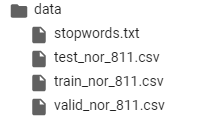 data
stopwords.txt
test_nor_811.csv
train_nor_811.csv
valid_nor_811.csv